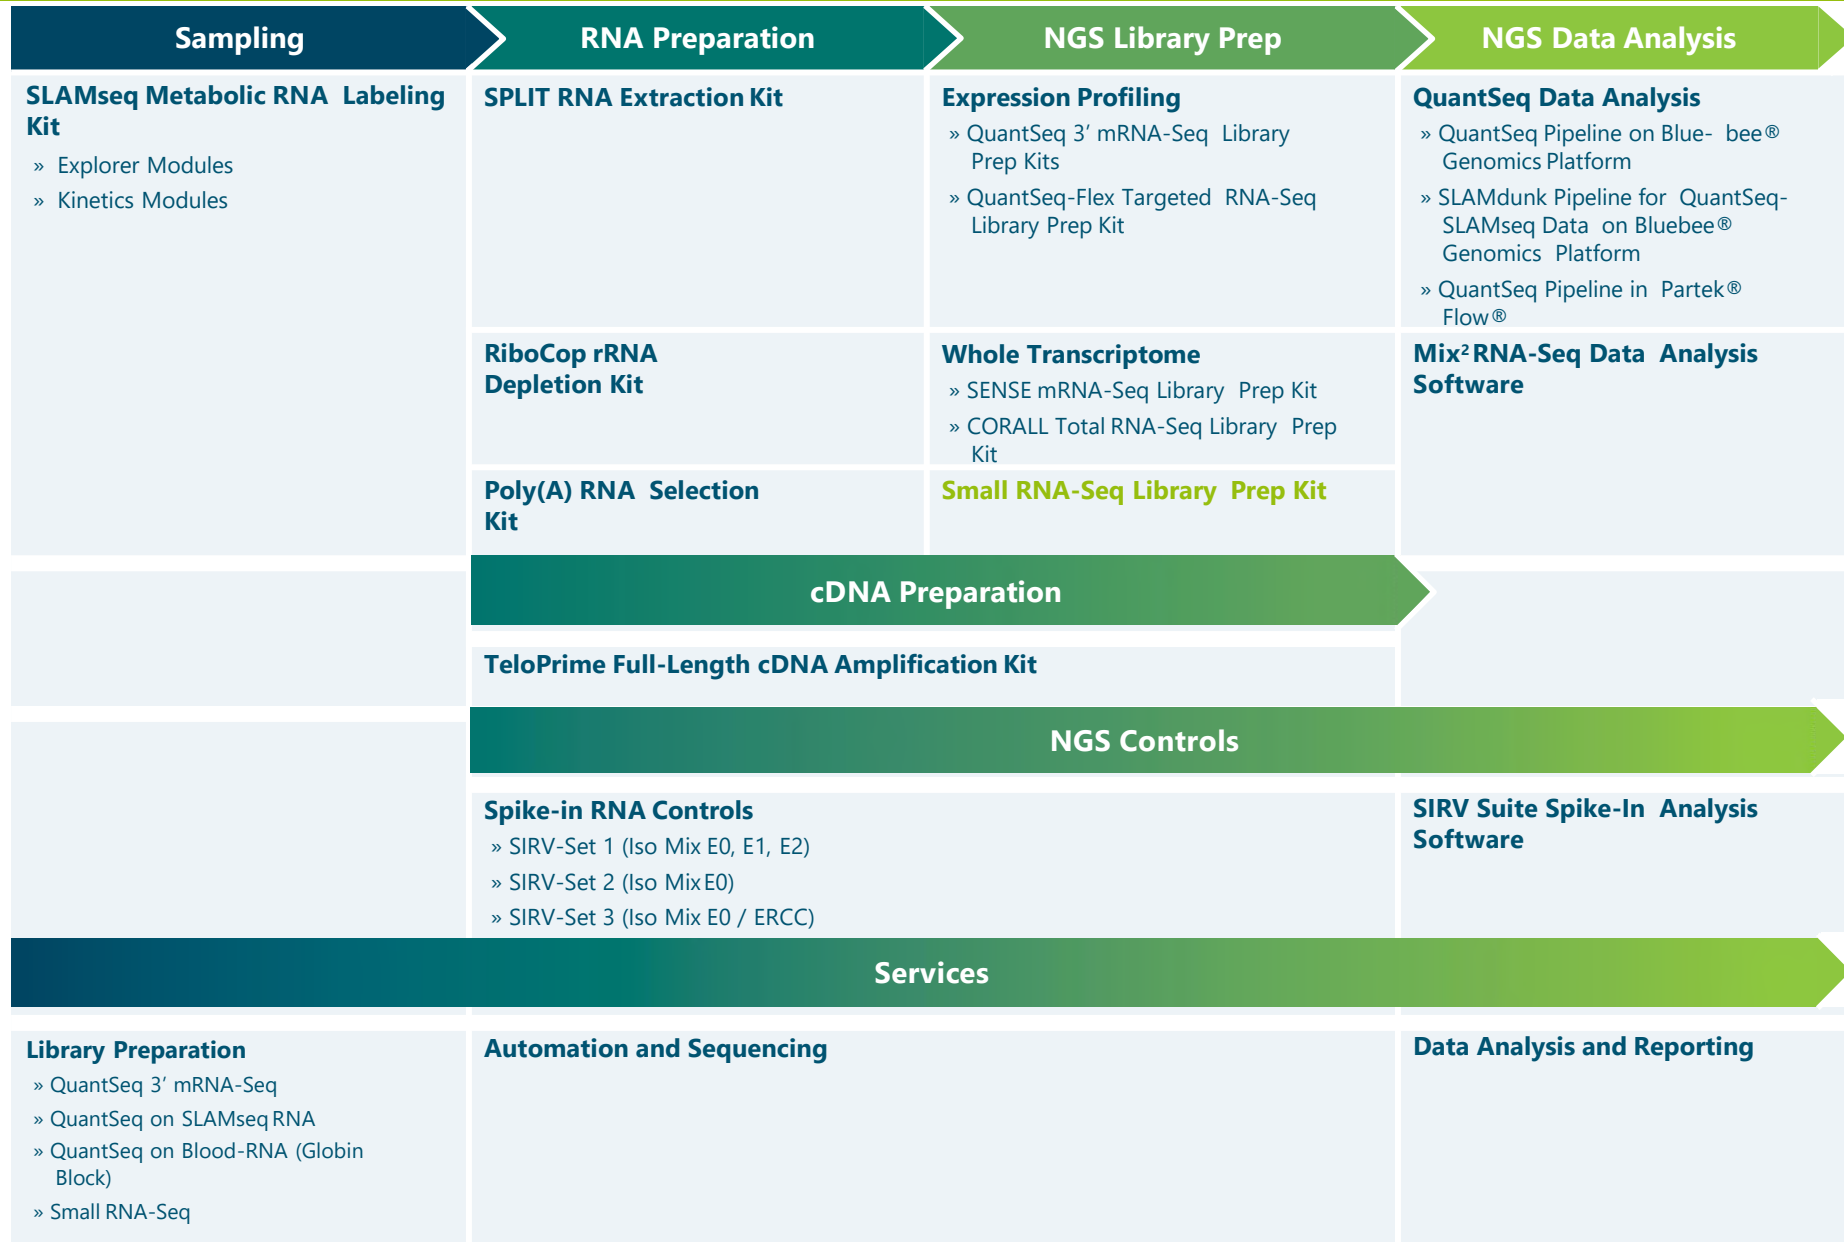 Sampling
RNA Preparation
NGS Library Prep
NGS Data Analysis
SLAMseq Metabolic RNA Labeling
Kit
» Explorer Modules
» Kinetics Modules
SPLIT RNA Extraction Kit
Expression Profiling
» QuantSeq 3’ mRNA-Seq Library
Prep Kits
» QuantSeq-Flex Targeted RNA-Seq
Library Prep Kit
QuantSeq Data Analysis
» QuantSeq Pipeline on Blue- bee®
Genomics Platform
» SLAMdunk Pipeline for QuantSeq-
SLAMseq Data on Bluebee®
Genomics Platform
» QuantSeq Pipeline in Partek®
Flow®
RiboCop rRNA
Depletion Kit
Whole Transcriptome
» SENSE mRNA-Seq Library Prep Kit
» CORALL Total RNA-Seq Library Prep
Kit
Mix² RNA-Seq Data Analysis
Software
Poly(A) RNA Selection
Kit
Small RNA-Seq Library Prep Kit
cDNA Preparation
TeloPrime Full-Length cDNA Amplification Kit
NGS Controls
Spike-in RNA Controls
» SIRV-Set 1 (Iso Mix E0, E1, E2)
» SIRV-Set 2 (Iso Mix E0)
» SIRV-Set 3 (Iso Mix E0 / ERCC)
SIRV Suite Spike-In Analysis
Software
Services
Library Preparation
» QuantSeq 3’ mRNA-Seq
» QuantSeq on SLAMseq RNA
» QuantSeq on Blood-RNA (Globin
Block)
» Small RNA-Seq
Automation and Sequencing
Data Analysis and Reporting